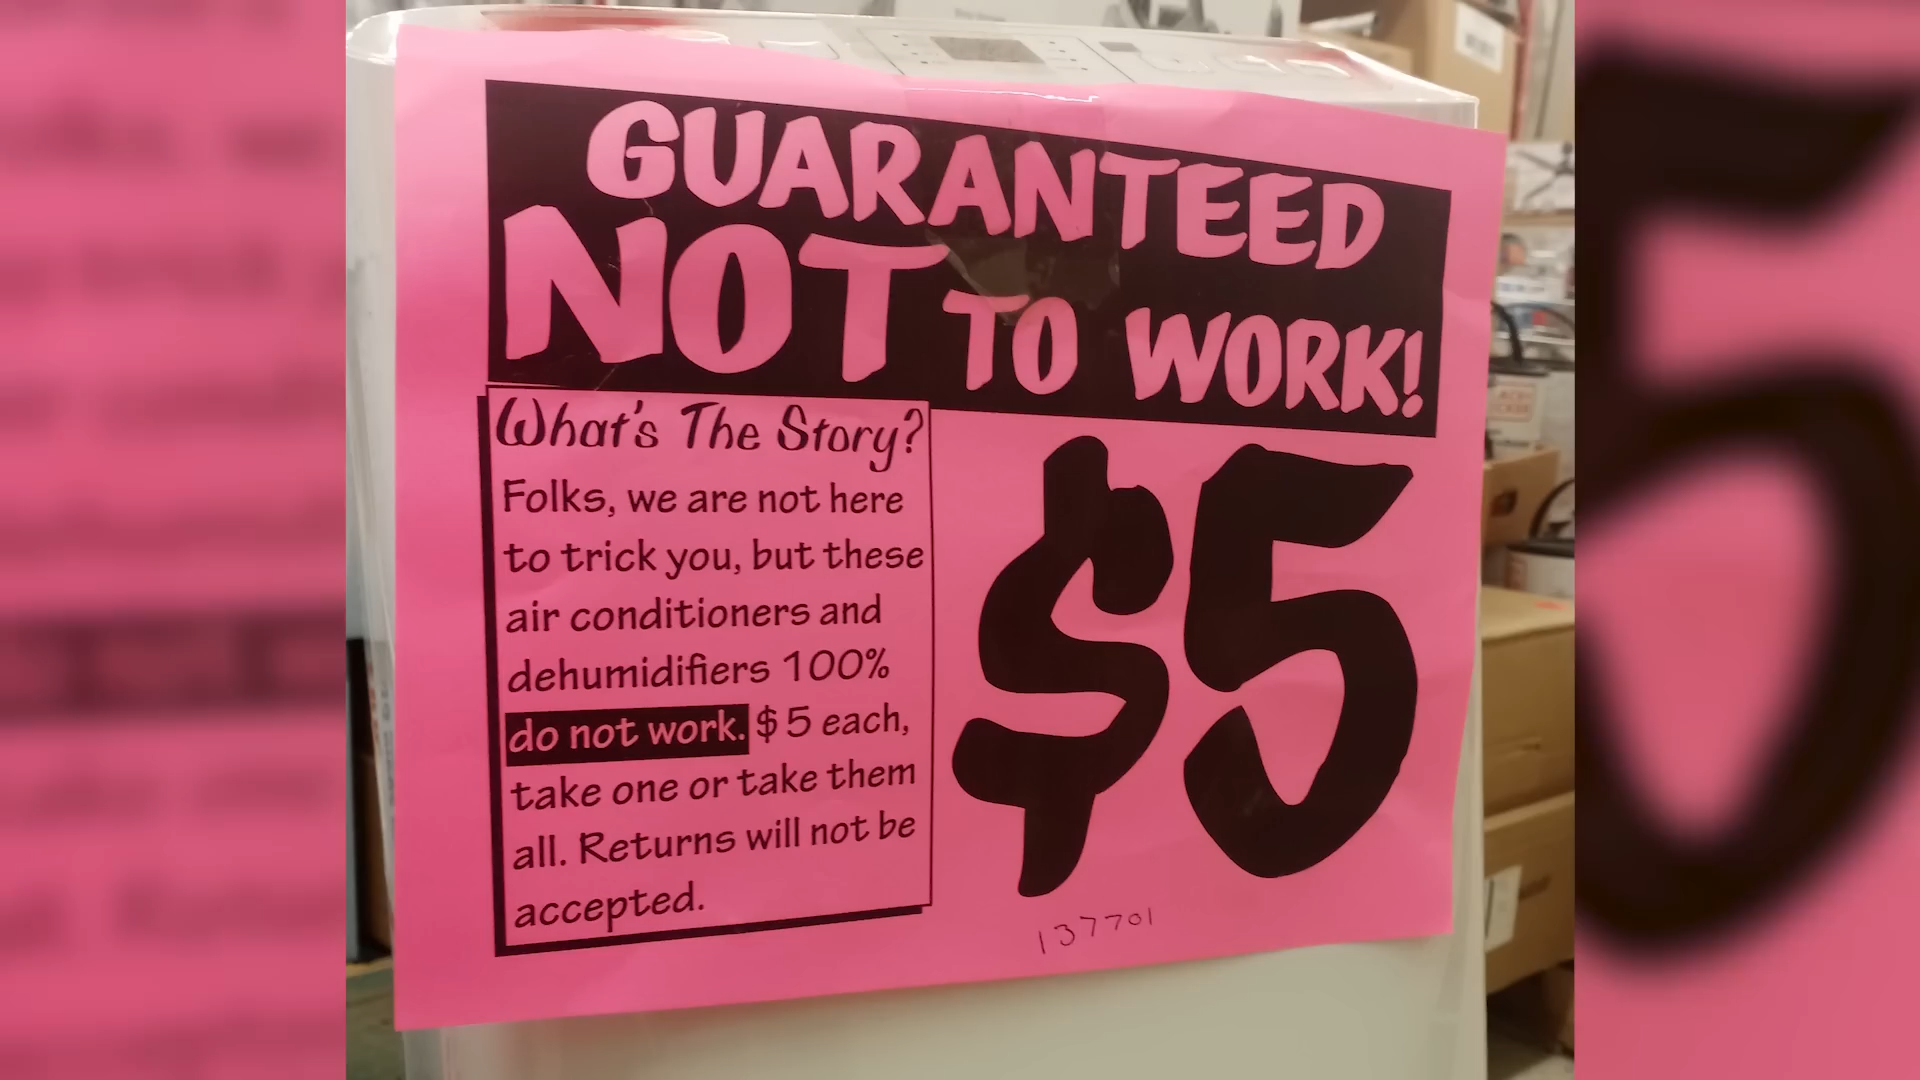 GUARANTEED
NOT TO WORK!
What's The Story?
Folks, we are not here
to trick you, but these
air conditioners and
dehumidifiers 100%
do not work. $5 each,
take one or take them
all. Returns will not be
accepted.
$5
137701